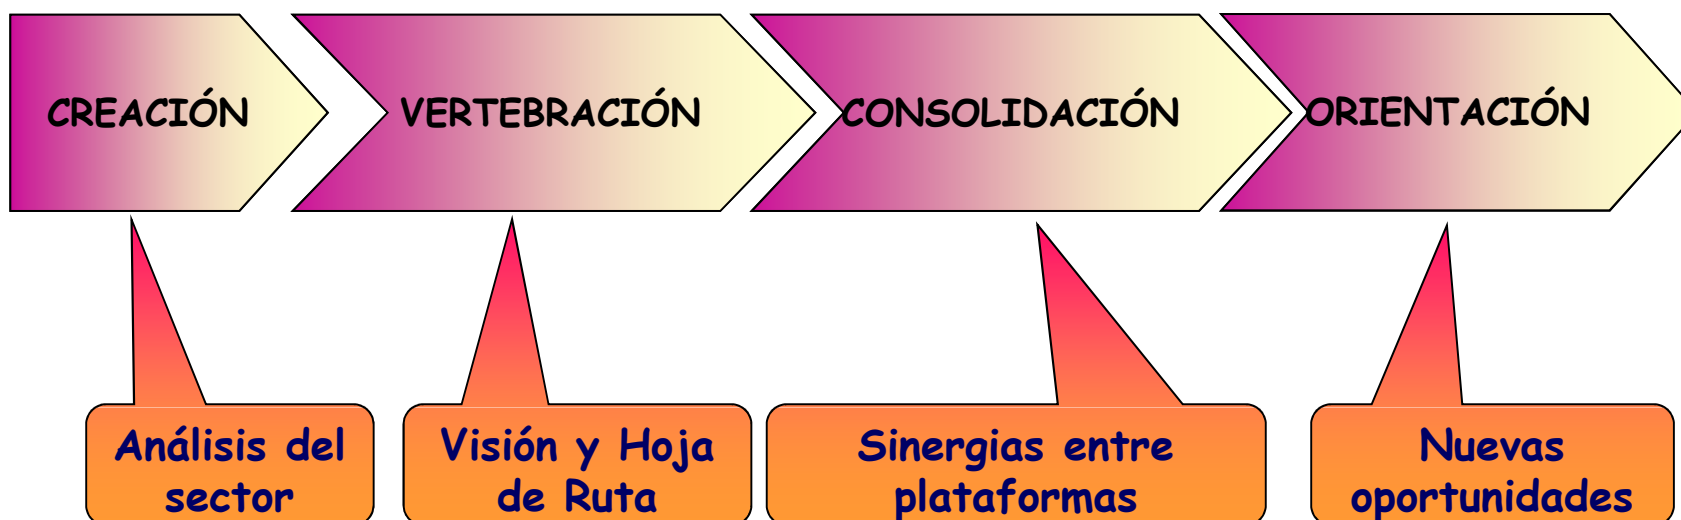 CREACIÓN
VERTEBRACIÓN
CONSOLIDACIÓN
ORIENTACIÓN
Análisis del
sector
Visión y Hoja
de Ruta
Sinergias entre
plataformas
Nuevas
oportunidades